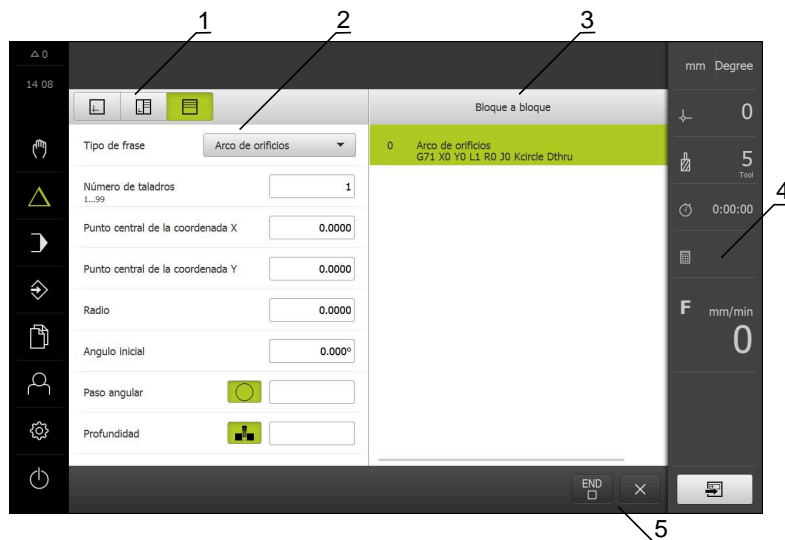 1
2
3
△ 0
14 08
mm Degree
Bloque a bloque
0
Tipo de frase
Arco de orificios
0 Arco de orificios
G71 X0 Y0 L1 R0 J0 Kcircle Dthru
5
Tool
Número de taladros
1...99
1
4
0:00:00
Punto central de la coordenada X
0.0000
Punto central de la coordenada Y
0.0000
Radio
0.0000
F mm/min
0
Angulo inicial
0.000°
Paso angular
Profundidad
END
5